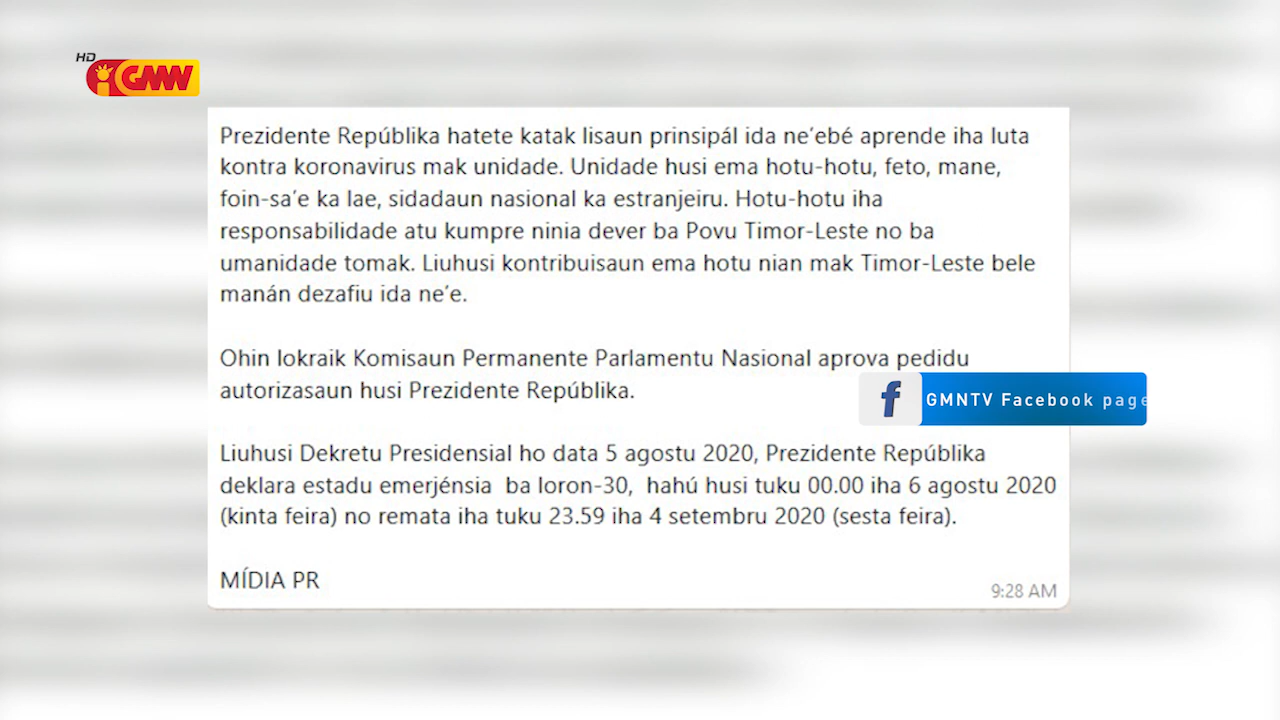 HD
GMN
Prezidente Repúblika hatete katak lisaun prinsipál ida ne'ebé aprende iha luta
kontra koronavirus mak unidade. Unidade husi ema hotu-hotu, feto, mane,
foin-sa'e ka lae, sidadaun nasional ka estranjeiru. Hotu-hotu iha
responsabilidade atu kumpre ninia dever ba Povu Timor-Leste no ba
umanidade tomak. Liuhusi kontribuisaun ema hotu nian mak Timor-Leste bele
manán dezafiu ida ne'e.
Ohin lokraik Komisaun Permanente Parlamentu Nasional aprova pedidu
autorizasaun husi Prezidente Repúblika.
f GMNTV Facebook page
Liuhusi Dekretu Presidensial ho data 5 agostu 2020, Prezidente Repúblika
deklara estadu emerjénsia  ba loron-30,  hahú husi tuku 00.00 iha 6 agostu 2020
(kinta feira) no remata iha tuku 23.59 iha 4 setembru 2020 (sesta feira).
MÍDIA PR
9:28 AM